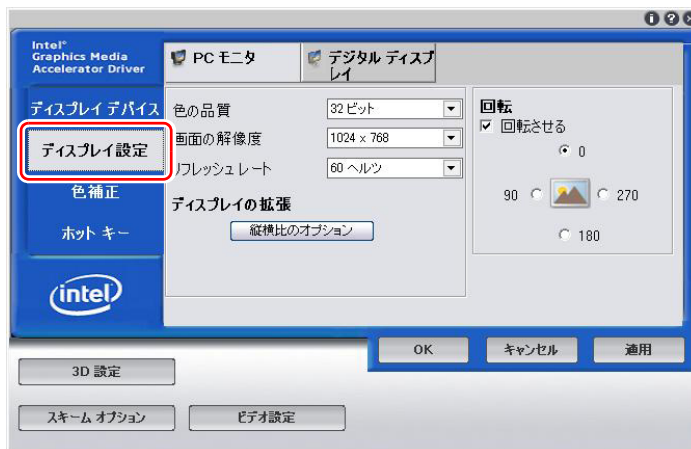 Intel®
Graphics Media
Accelerator Driver
PC モニタ
デジタル ディスプ
レイ
ディスプレイ デバイス
ディスプレイ設定
色補正
ホット キー
intel
色の品質
32 ビット
画面の解像度
1024 x 768
リフレッシュ レート
60 ヘルツ
ディスプレイの拡張
縦横比のオプション
回転
回転させる
0
90
270
180
OK
キャンセル
適用
3D 設定
スキーム オプション
ビデオ設定